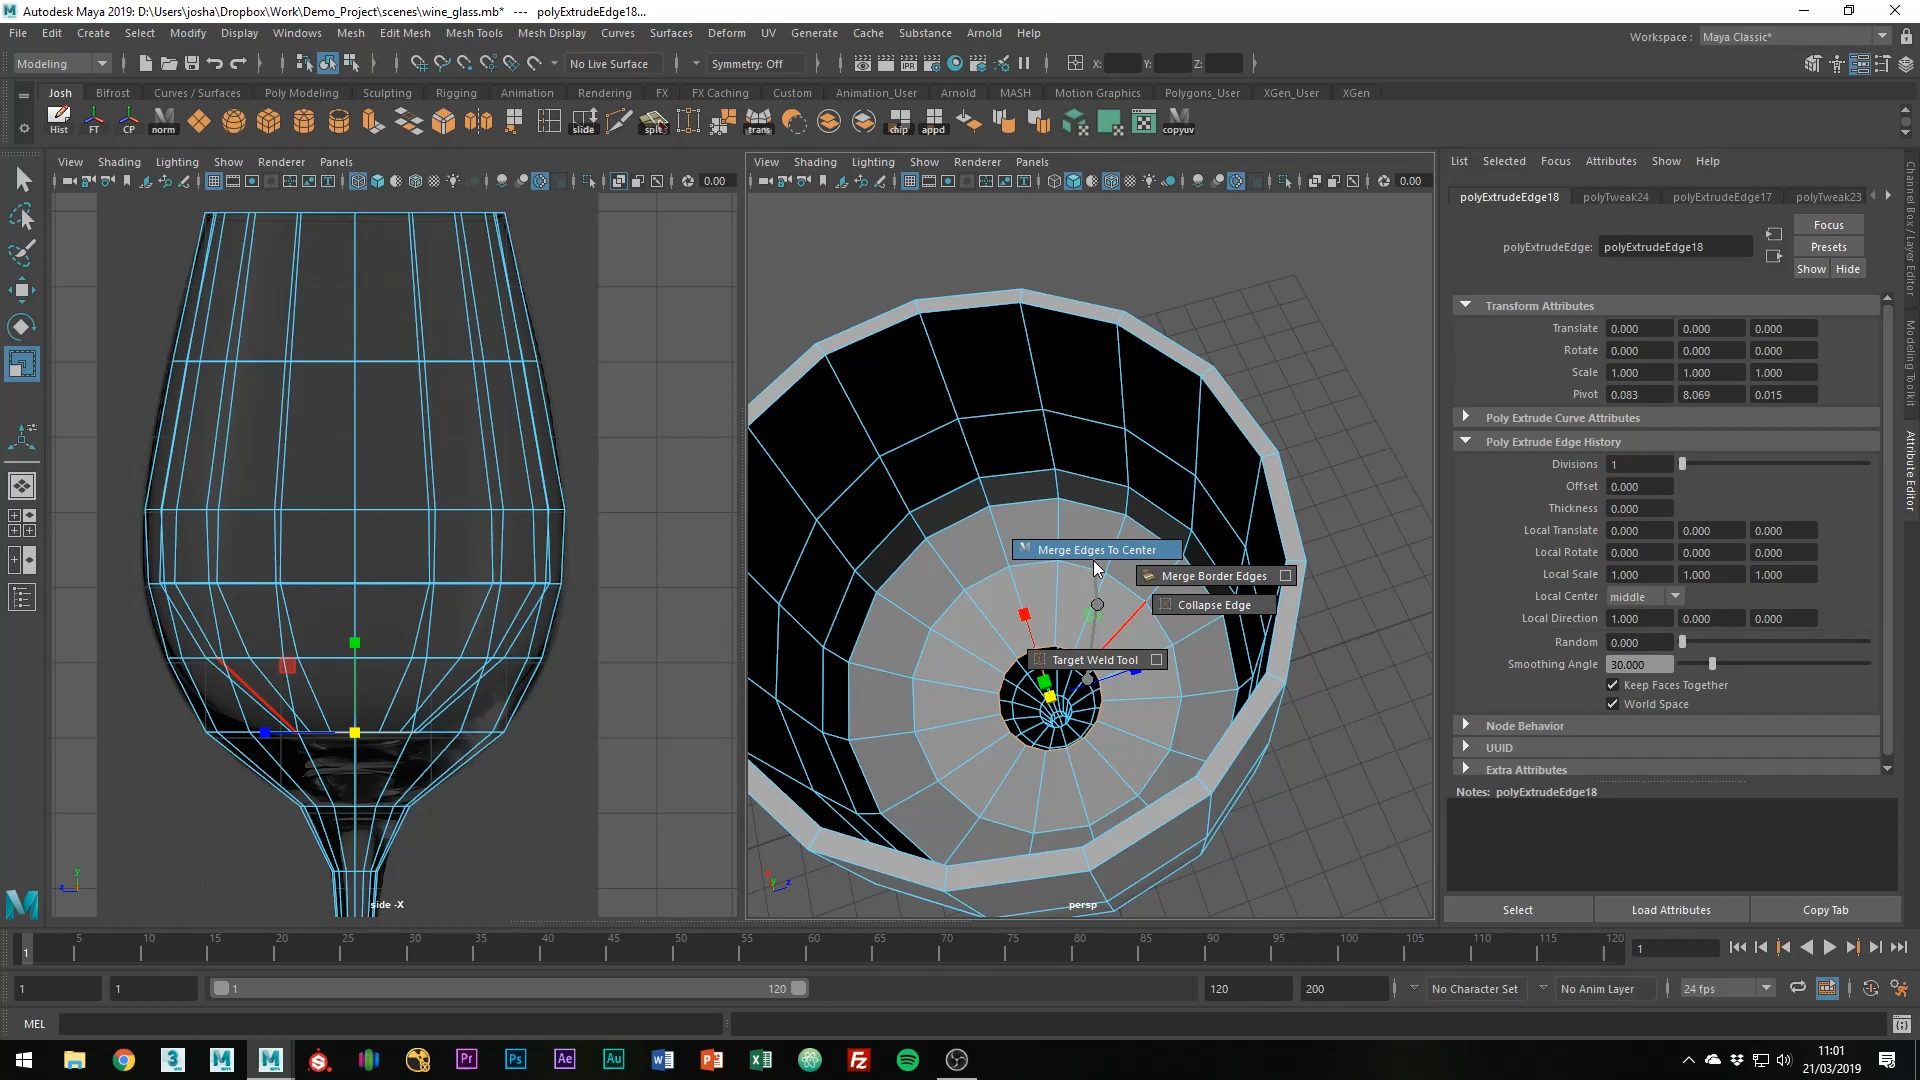 Autodesk Maya 2019: D:\Users\josha\Dropbox\Work\Demo_Project\scenes\wine_glass.mb* --- polyExtrudeEdge18...
File Edit Create Select Modify Display Windows Mesh Edit Mesh Mesh Tools Mesh Display Curves Surfaces Deform UV Generate Cache Substance Arnold Help
Workspace : Maya Classic*
Modeling No Live Surface Symmetry: Off X: Y: Z:
Josh Bifrost Curves / Surfaces Poly Modeling Sculpting Rigging Animation Rendering FX FX Caching Custom Animation_User Arnold MASH Motion Graphics Polygons_User XGen_User XGen
Hist FT CP norm slide split trans chip appd copyuv
View Shading Lighting Show Renderer Panels
0.00
side -X
View Shading Lighting Show Renderer Panels
0.00
Merge Edges To Center
Merge Border Edges
Collapse Edge
Target Weld Tool
persp
List Selected Focus Attributes Show Help
polyExtrudeEdge18 polyTweak24 polyExtrudeEdge17 polyTweak23
Focus
polyExtrudeEdge: polyExtrudeEdge18 Presets
Show Hide
Transform Attributes
Translate 0.000 0.000 0.000
Rotate 0.000 0.000 0.000
Scale 1.000 1.000 1.000
Pivot 0.083 8.069 0.015
Poly Extrude Curve Attributes
Poly Extrude Edge History
Divisions 1
Offset 0.000
Thickness 0.000
Local Translate 0.000 0.000 0.000
Local Rotate 0.000 0.000 0.000
Local Scale 1.000 1.000 1.000
Local Center middle
Local Direction 1.000 0.000 0.000
Random 0.000
Smoothing Angle 30.000
Keep Faces Together
World Space
Node Behavior
UUID
Extra Attributes
Notes: polyExtrudeEdge18
Select Load Attributes Copy Tab
Channel Box / Layer Editor
Modeling Toolkit
Attribute Editor
1 5 10 15 20 25 30 35 40 45 50 55 60 65 70 75 80 85 90 95 100 105 110 115 120 1
1 1 1 120 120 200 No Character Set No Anim Layer 24 fps
MEL
11:01
21/03/2019